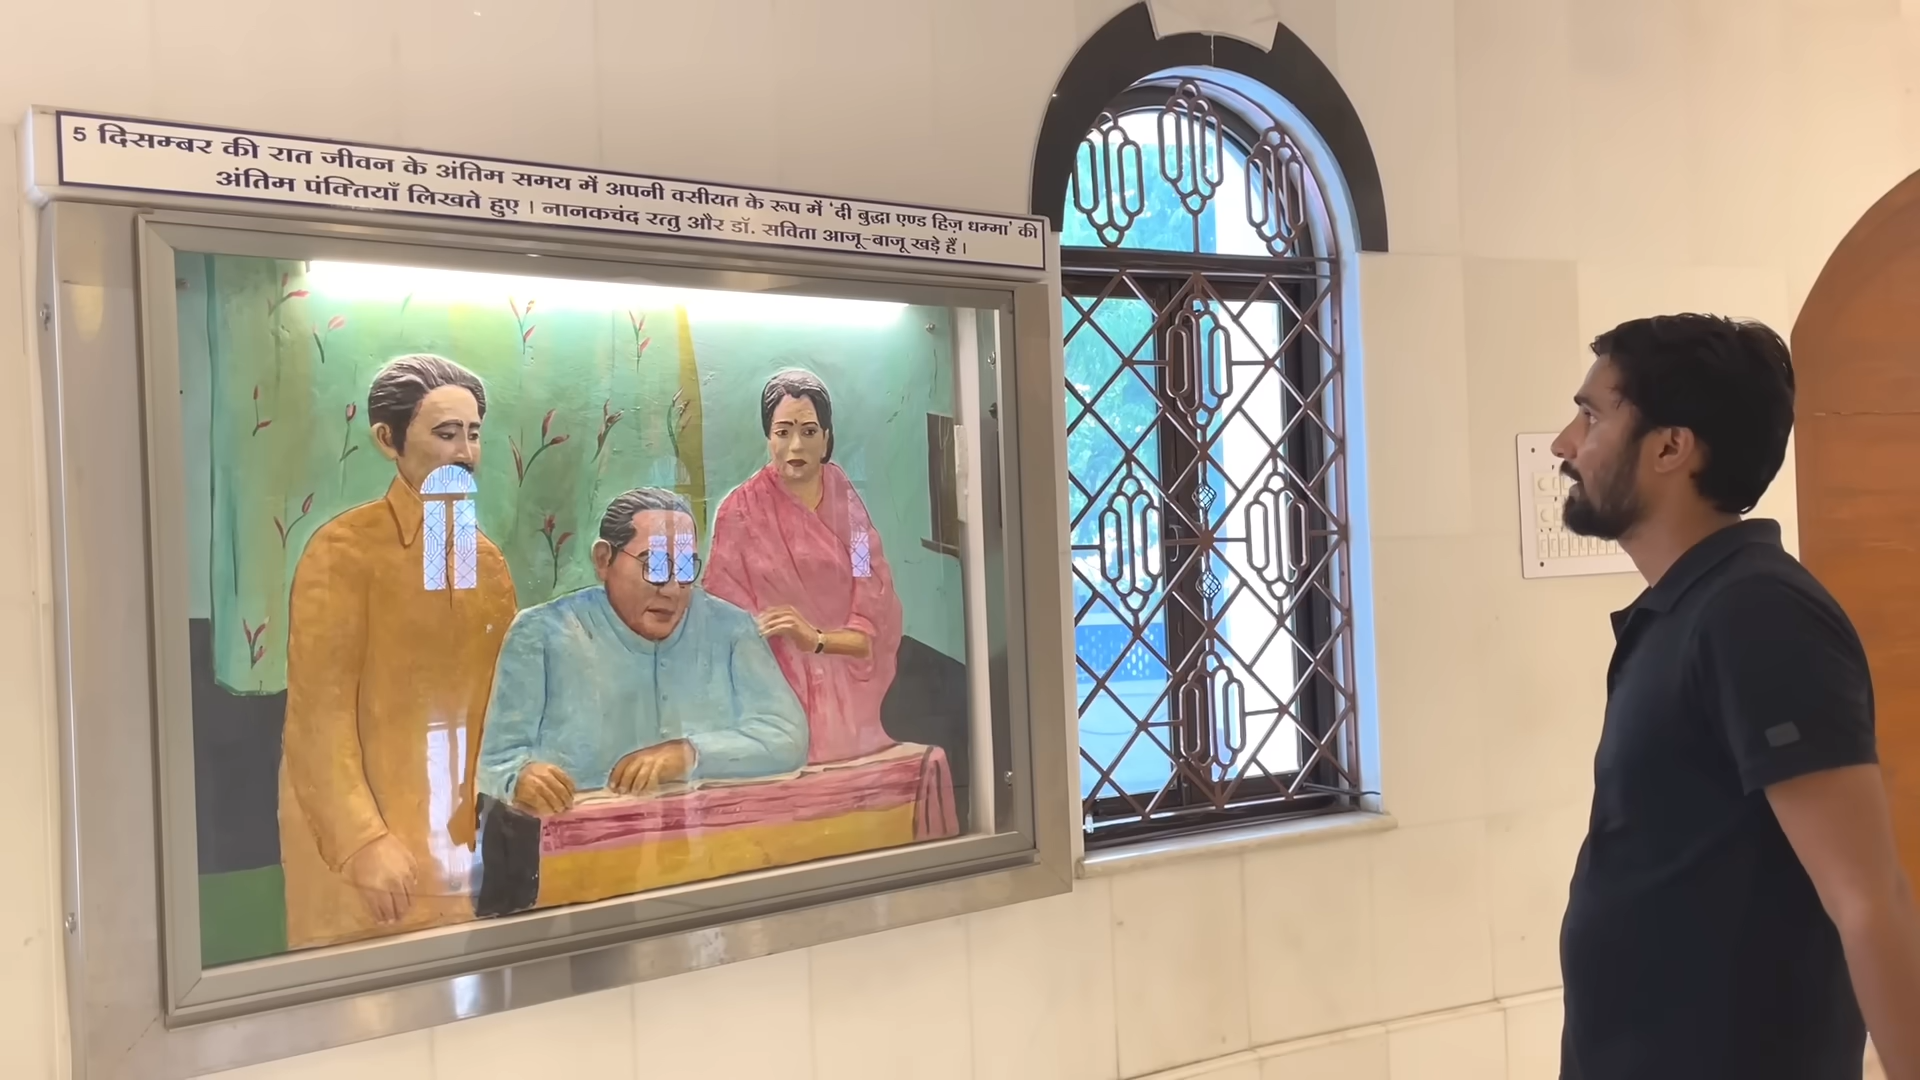 5 दिसम्बर की रात जीवन के अंतिम समय में अपनी वसीयत के रूप में ‘दी बुद्धा एण्ड हिज़ धम्मा’ की
अंतिम पंक्तियाँ लिखते हुए । नानकचंद रत्तु और डॉ. सविता आजू-बाजू खड़े हैं ।